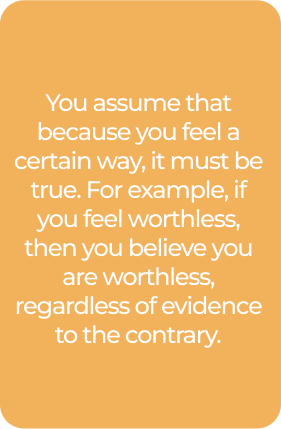 You assume that
because you feel a
certain way, it must be
true. For example, if
you feel worthless,
then you believe you
are worthless,
regardless of evidence
to the contrary.